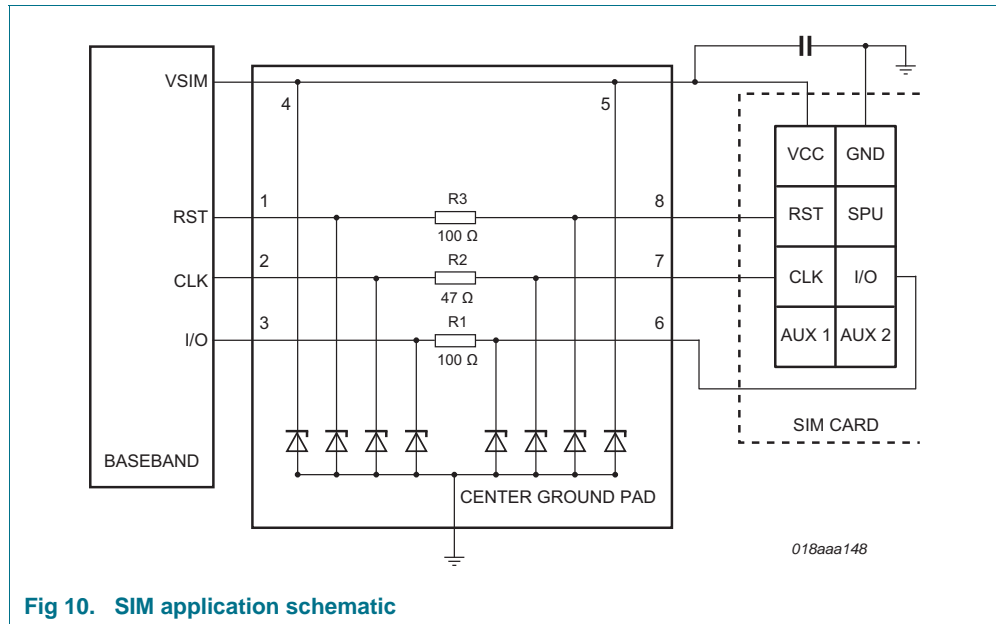 VSIM
4
5
VCC
GND
RST
1
R3
100 Ω
8
RST
SPU
CLK
2
R2
47 Ω
7
CLK
I/O
I/O
3
R1
100 Ω
6
AUX 1
AUX 2
SIM CARD
BASEBAND
CENTER GROUND PAD
018aaa148
Fig 10. SIM application schematic